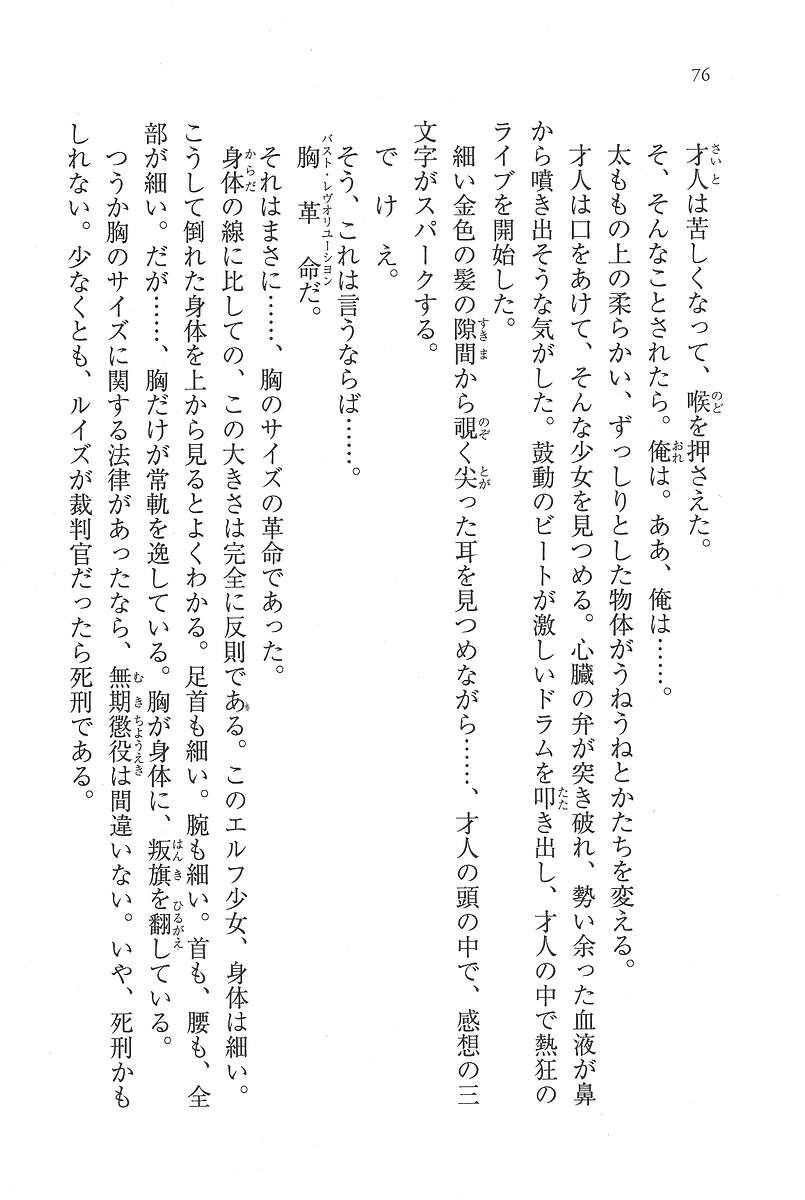 76
才人は苦しくなって、喉を押さえた。
そ、そんなことされたら。俺は。ああ、俺は……。
太ももの上の柔らかい、ずっしりとした物体がうねうねとかたちを変える。
才人は口をあけて、そんな少女を見つめる。心臓の弁が突き破れ、勢い余った血液が鼻
から噴き出そうな気がした。鼓動のビートが激しいドラムを叩き出し、才人の中で熱狂の
ライブを開始した。
細い金色の髪の隙間から覗く尖った耳を見つめながら……、才人の頭の中で、感想の三
文字がスパークする。
で け え。
そう、これは言うならば……。
胸 革 命だ。
それはまさに……、胸のサイズの革命であった。
身体の線に比しての、この大きさは完全に反則である。このエルフ少女、身体は細い。
こうして倒れた身体を上から見るとよくわかる。足首も細い。腕も細い。首も、腰も、全
部が細い。だが……、胸だけが常軌を逸している。胸が身体に、叛旗を翻している。
つうか胸のサイズに関する法律があったなら、無期懲役は間違いない。いや、死刑かも
しれない。少なくとも、ルイズが裁判官だったら死刑である。